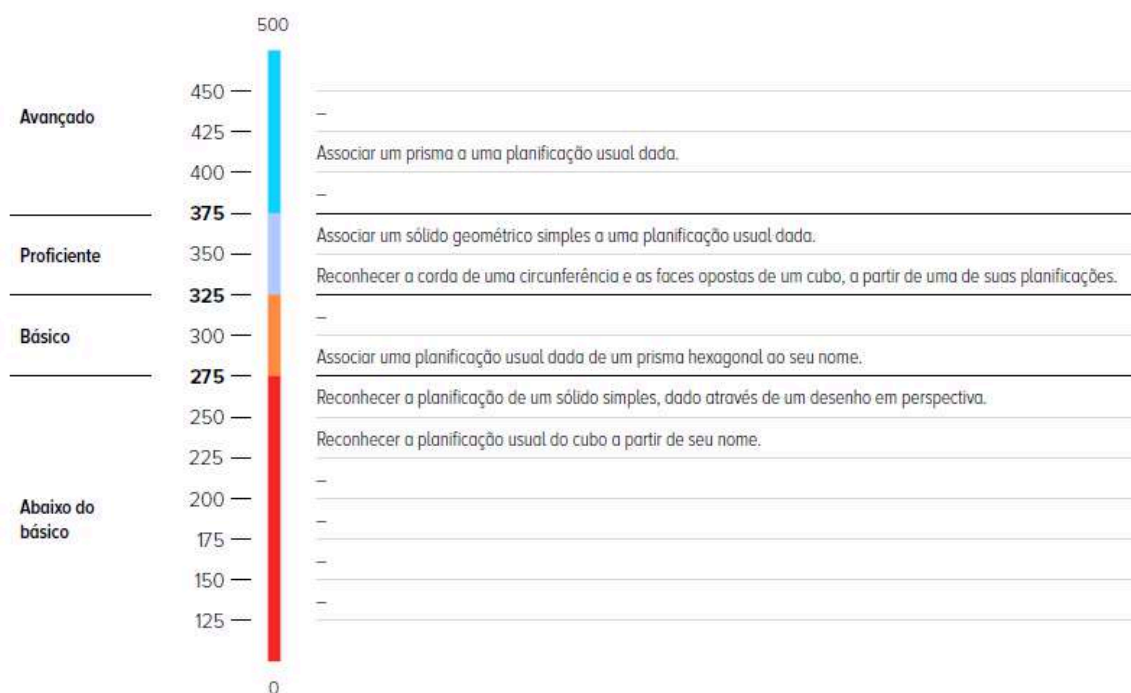 500
450
–
Avançado
425
Associar um prisma a uma planificação usual dada.
400
–
375
Associar um sólido geométrico simples a uma planificação usual dada.
Proficiente
350
Reconhecer a corda de uma circunferência e as faces opostas de um cubo, a partir de uma de suas planificações.
325
–
Básico
300
Associar uma planificação usual dada de um prisma hexagonal ao seu nome.
275
Reconhecer a planificação de um sólido simples, dado através de um desenho em perspectiva.
250
Reconhecer a planificação usual do cubo a partir de seu nome.
225
–
200
Abaixo do
básico
–
175
–
150
–
125
0